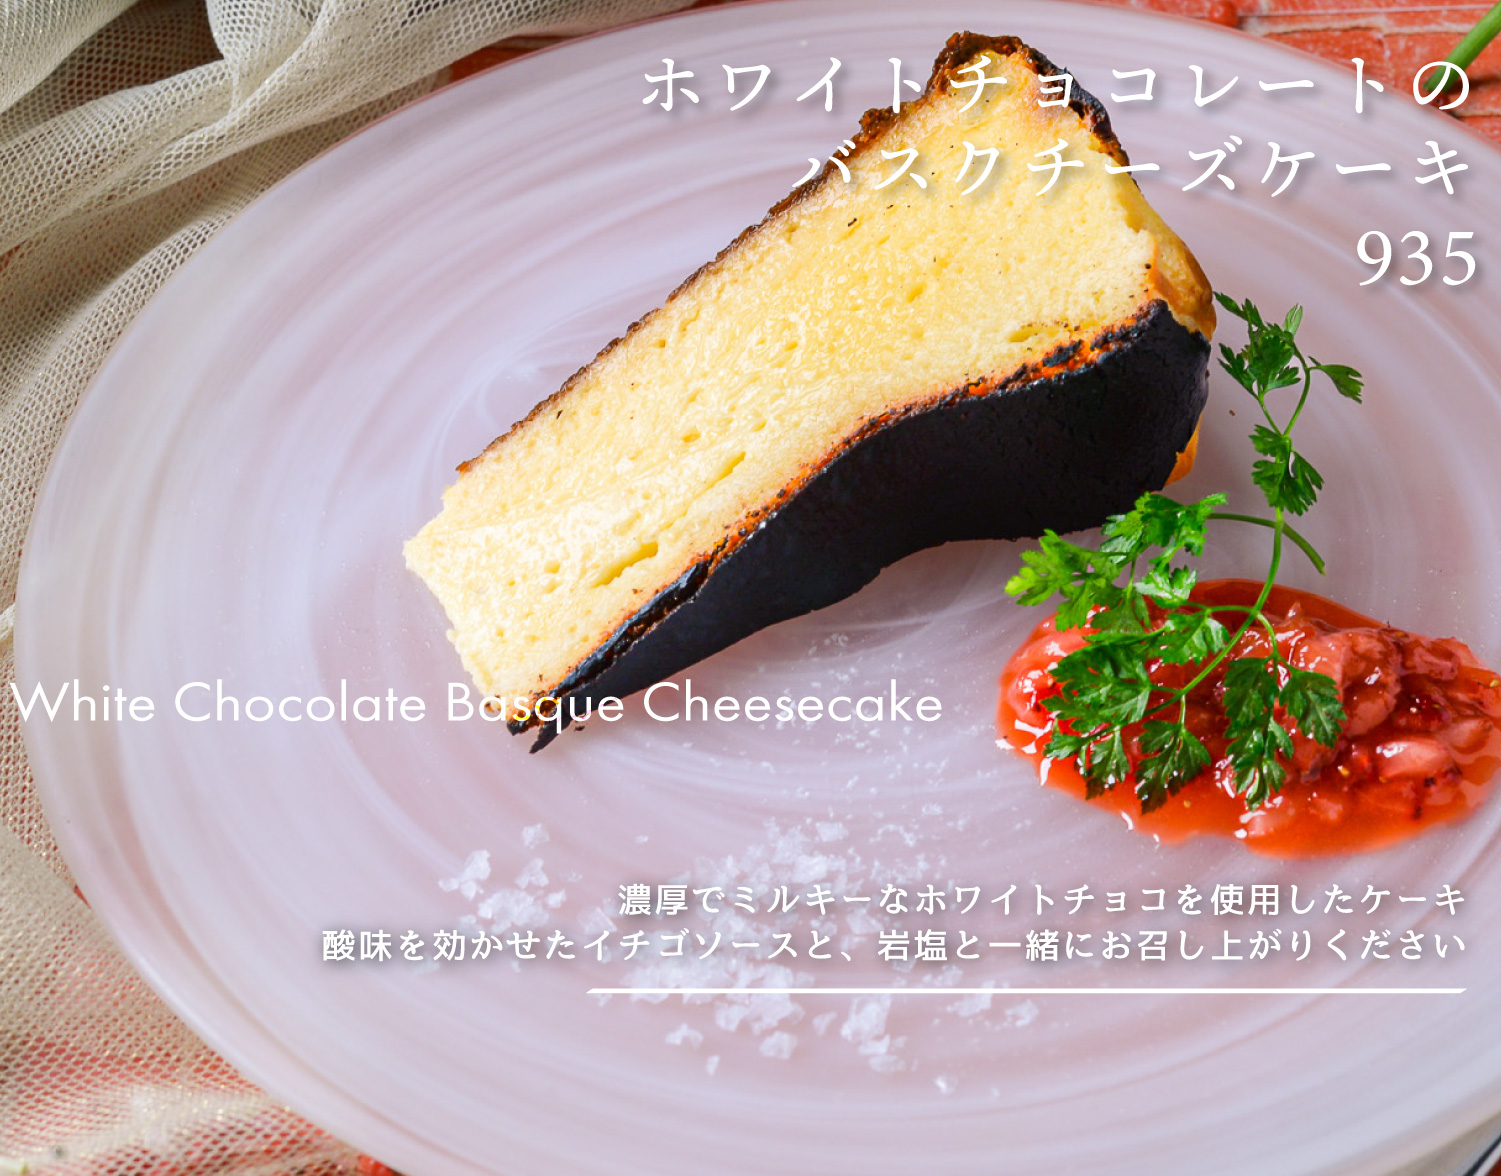 ホワイトチョコレートの
バスクチーズケーキ
935
White Chocolate Basque Cheesecake
濃厚でミルキーなホワイトチョコを使用したケーキ
酸味を効かせたイチゴソースと、岩塩と一緒にお召し上がりください